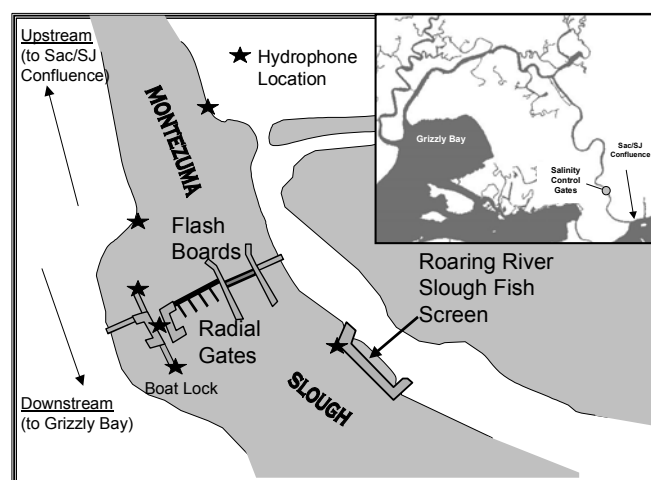 Upstream
(to Sac/SJ
Confluence)
Hydrophone
Location
MONTEZUMA
Flash
Boards
Radial
Gates
Boat Lock
Downstream
(to Grizzly Bay)
SLOUGH
Roaring River
Slough Fish
Screen
Grizzly Bay
Sac/SJ
Confluence
Salinity
Control
Gates